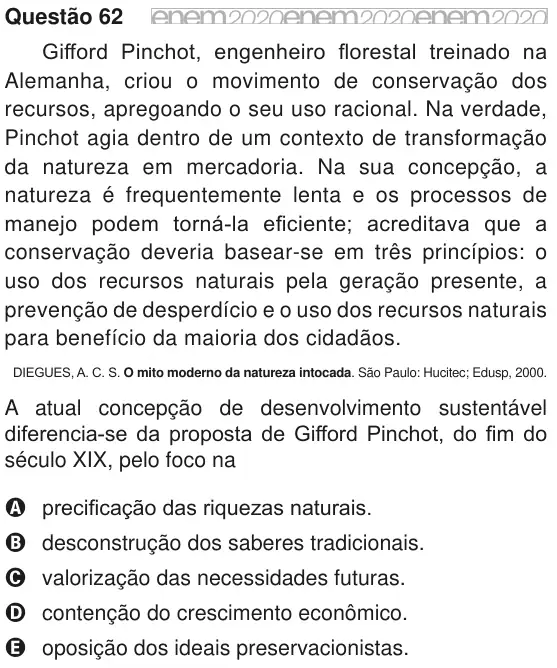 Questão 62 enem2020enem2020enem2020
Gifford Pinchot, engenheiro florestal treinado na
Alemanha, criou o movimento de conservação dos
recursos, apregoando o seu uso racional. Na verdade,
Pinchot agia dentro de um contexto de transformação
da natureza em mercadoria. Na sua concepção, a
natureza é frequentemente lenta e os processos de
manejo podem torná-la eficiente; acreditava que a
conservação deveria basear-se em três princípios: o
uso dos recursos naturais pela geração presente, a
prevenção de desperdício e o uso dos recursos naturais
para benefício da maioria dos cidadãos.
DIEGUES, A. C. S. O mito moderno da natureza intocada. São Paulo: Hucitec; Edusp, 2000.
A atual concepção de desenvolvimento sustentável
diferencia-se da proposta de Gifford Pinchot, do fim do
século XIX, pelo foco na
A precificação das riquezas naturais.
B desconstrução dos saberes tradicionais.
C valorização das necessidades futuras.
D contenção do crescimento econômico.
E oposição dos ideais preservacionistas.